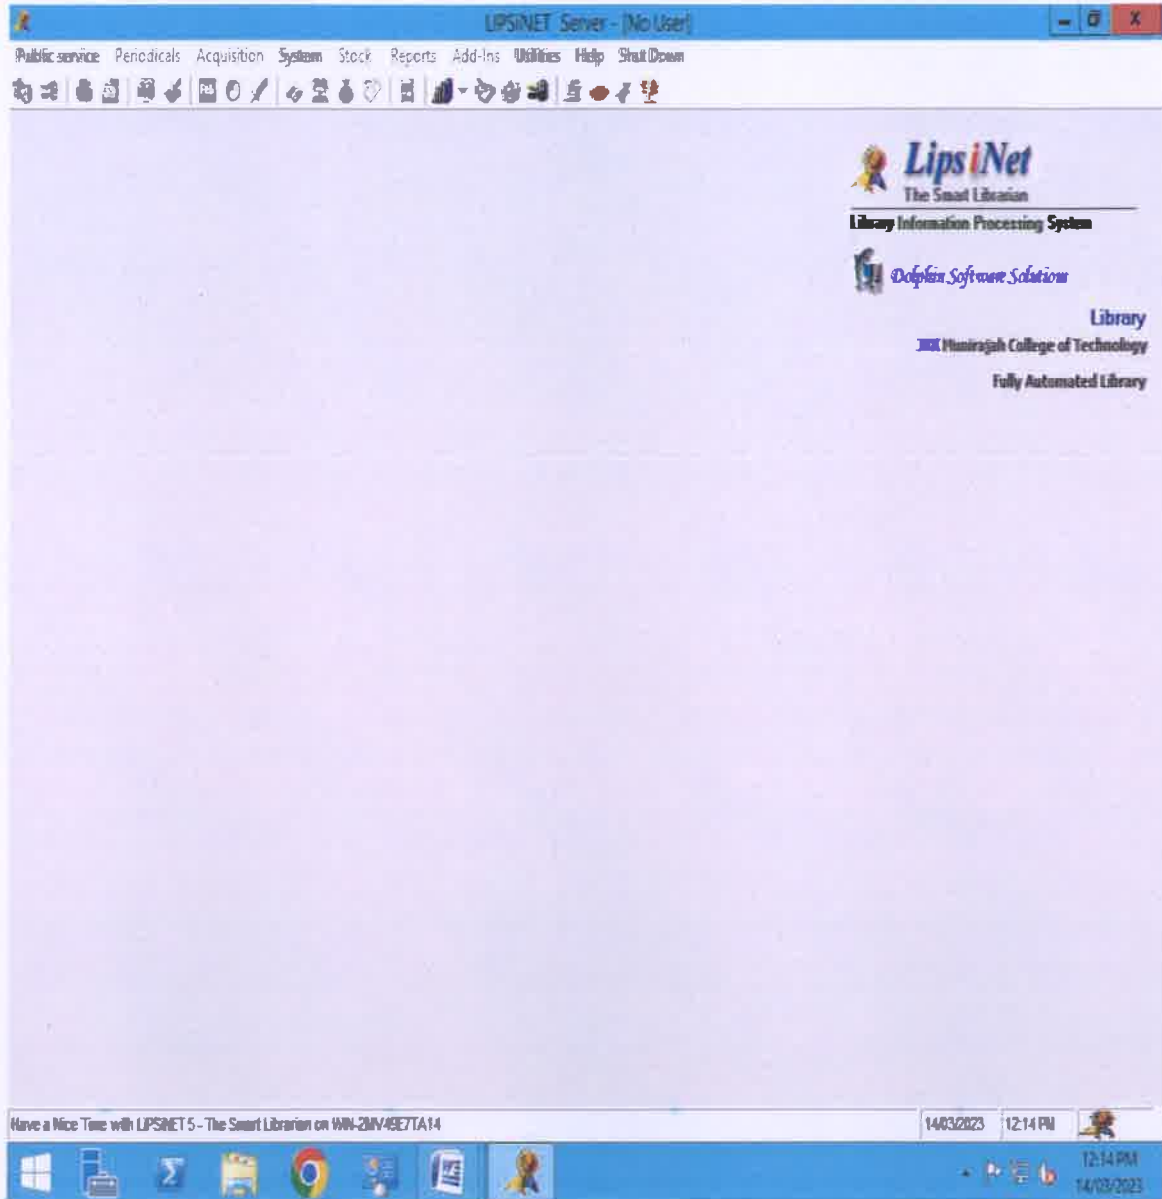 LIPSiNET Server - [No User]
Public service Periodicals Acquisition System Stock Reports Add-Ins Utilities Help Shut Down
LipsiNet
The Smart Librarian
Library Information Processing System
Dolphin Software Solutions
Library
Munirajah College of Technology
Fully Automated Library
Have a Nice Time with LIPSiNET 5 - The Smart Librarian on WIN-2MV49E7TA14
14/03/2023 12:14 PM
12:14 PM
14/03/2023